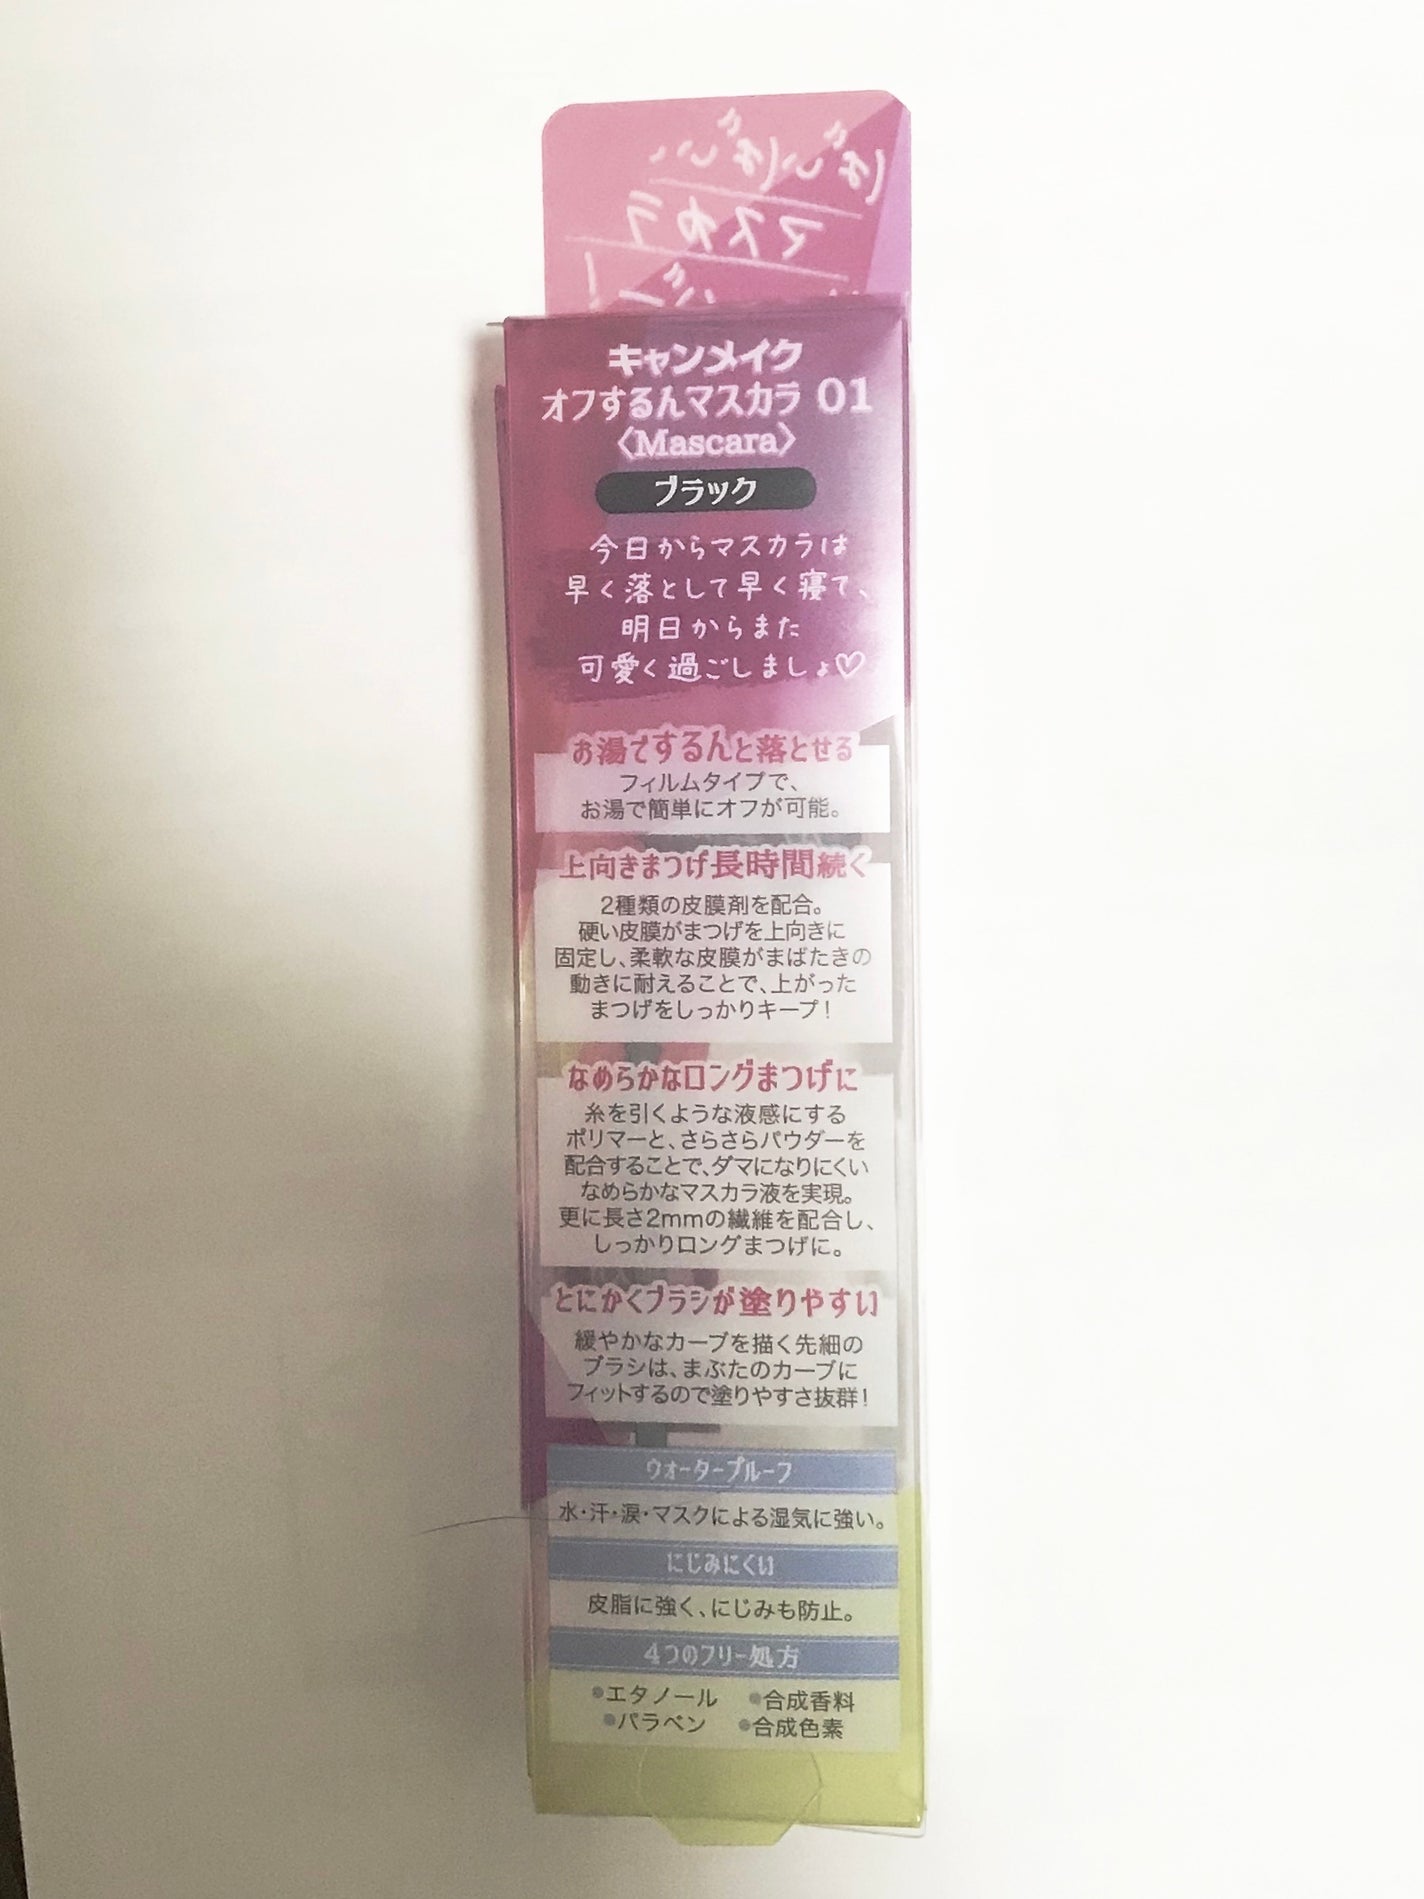 ばいばい、
マスカラ
キャンメイク
オフするんマスカラ 01
〈Mascara〉
ブラック
今日からマスカラは
早く落として早く寝て、
明日からまた
可愛く過ごしましょ♡
お湯でするんと落とせる
フィルムタイプで、
お湯で簡単にオフが可能。
上向きまつげ長時間続く
2種類の皮膜剤を配合。
硬い皮膜がまつげを上向きに
固定し、柔軟な皮膜がまばたきの
動きに耐えることで、上がった
まつげをしっかりキープ!
なめらかなロングまつげに
糸を引くような液感にする
ポリマーと、さらさらパウダーを
配合することで、ダマになりにくい
なめらかなマスカラ液を実現。
更に長さ2mmの繊維を配合し、
しっかりロングまつげに。
とにかくブラシが塗りやすい
緩やかなカーブを描く先細の
ブラシは、まぶたのカーブに
フィットするので塗りやすさ抜群!
ウォータープルーフ
水・汗・涙・マスクによる湿気に強い。
にじみにくい
皮脂に強く、にじみも防止。
4つのフリー処方
●エタノール ●合成香料
●パラベン ●合成色素